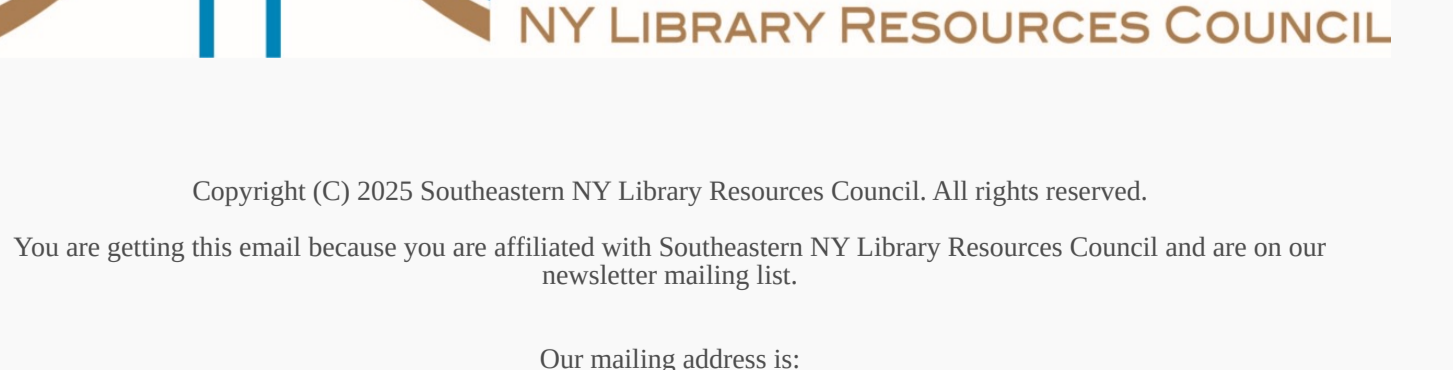 NY LIBRARY RESOURCES COUNCIL
Copyright (C) 2025 Southeastern NY Library Resources Council. All rights reserved.
You are getting this email because you are affiliated with Southeastern NY Library Resources Council and are on our
newsletter mailing list.
Our mailing address is: